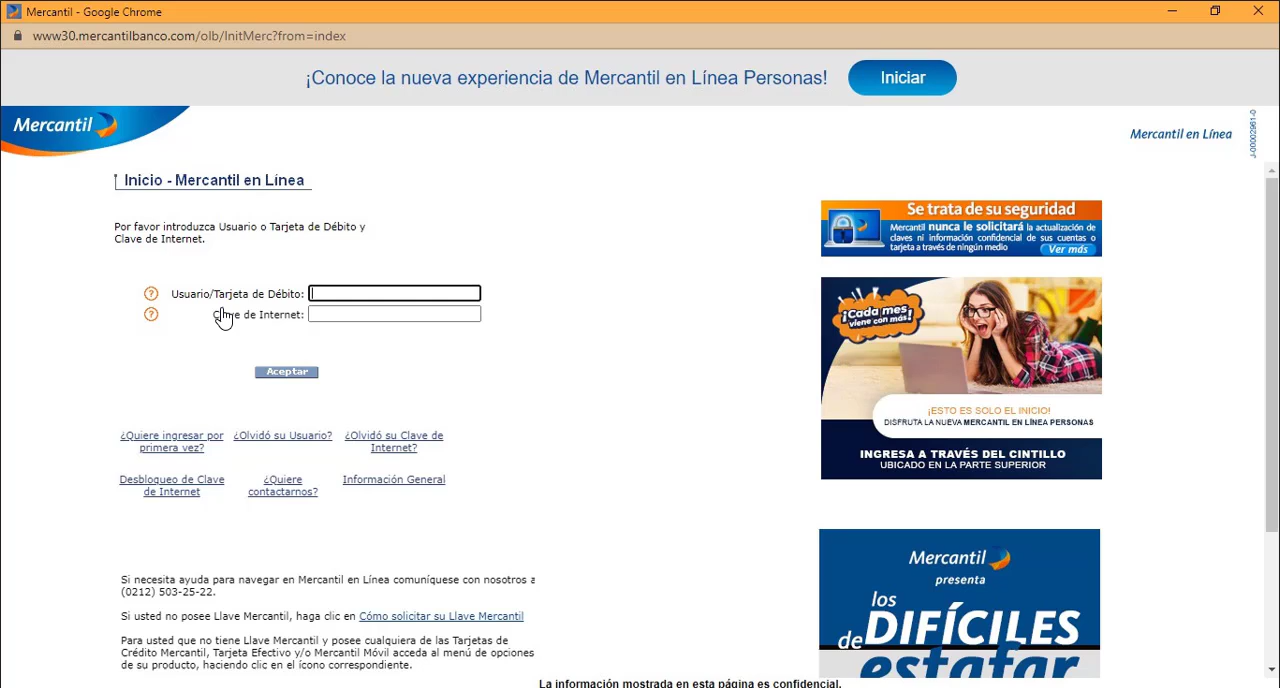 Mercantil - Google Chrome
www30.mercantilbanco.com/olb/InitMerc?from=index
¡Conoce la nueva experiencia de Mercantil en Línea Personas!
Iniciar
Mercantil
Mercantil en Línea
J-00002961-0
Inicio - Mercantil en Línea
Por favor introduzca Usuario o Tarjeta de Débito y
Clave de Internet.
Usuario/Tarjeta de Débito:
de Internet:
Aceptar
¿Quiere ingresar por
primera vez?
¿Olvidó su Usuario?
¿Olvidó su Clave de
Internet?
Desbloqueo de Clave
de Internet
¿Quiere
contactarnos?
Información General
Si necesita ayuda para navegar en Mercantil en Línea comuníquese con nosotros a
(0212) 503-25-22.
Si usted no posee Llave Mercantil, haga clic en Cómo solicitar su Llave Mercantil
Para usted que no tiene Llave Mercantil y posee cualquiera de las Tarjetas de
Crédito Mercantil, Tarjeta Efectivo y/o Mercantil Móvil acceda al menú de opciones
de su producto, haciendo clic en el ícono correspondiente.
Se trata de su seguridad
Mercantil nunca le solicitará la actualización de
claves ni información confidencial de sus cuentas o
tarjeta a través de ningún medio
Ver más
¡Cada mes
viene con más!
¡ESTO ES SOLO EL INICIO!
DISFRUTA LA NUEVA MERCANTIL EN LÍNEA PERSONAS
INGRESA A TRAVÉS DEL CINTILLO
UBICADO EN LA PARTE SUPERIOR
Mercantil
presenta
los
DIFÍCILES
de
estafar
La información mostrada en esta página es confidencial.